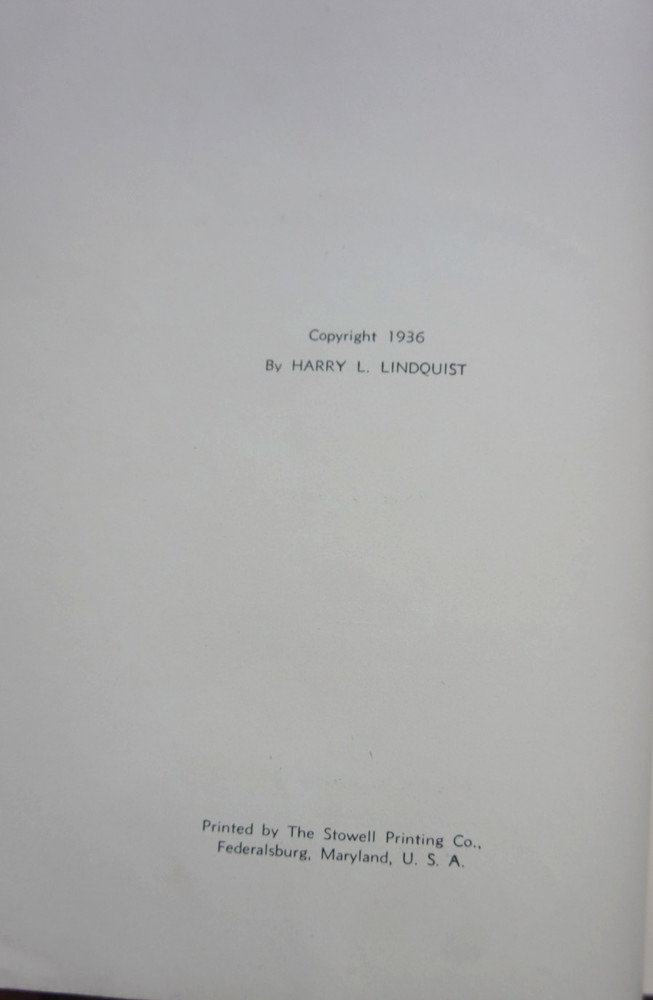 Copyright 1936
By HARRY L. LINDQUIST
Printed by The Stowell Printing Co.,
Federalsburg, Maryland, U. S. A.